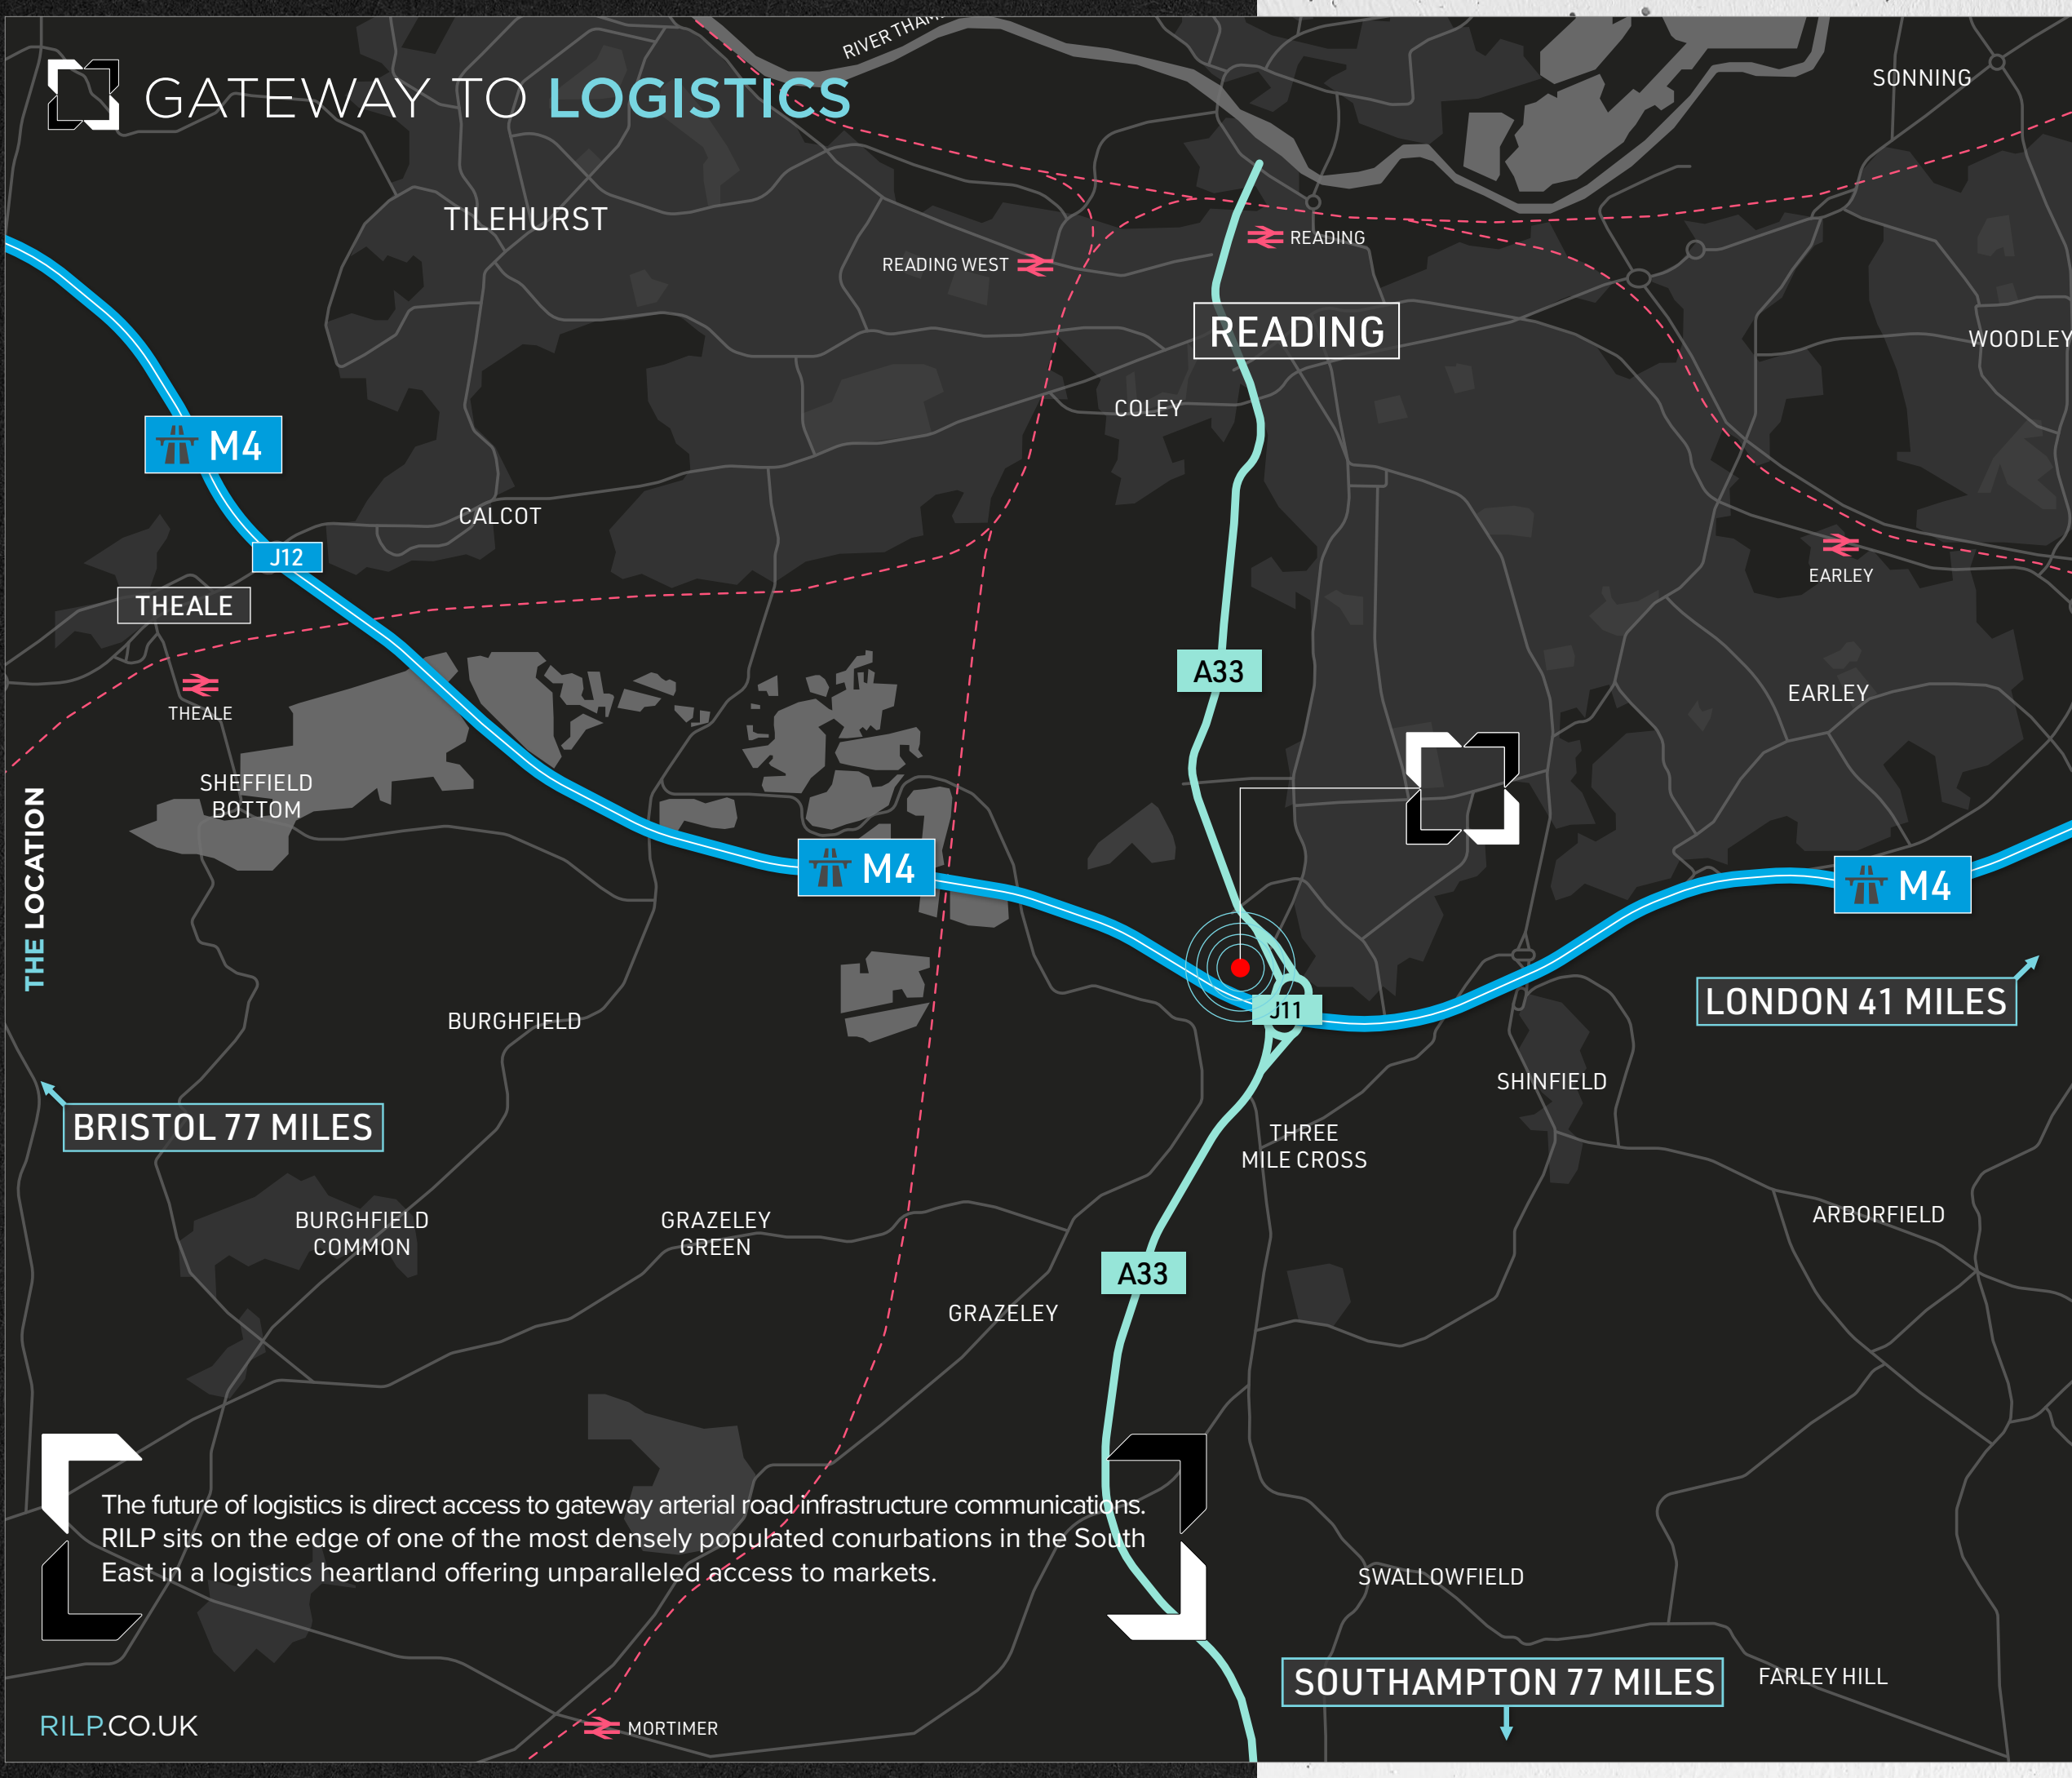 RIVER
SONNING
GATEWAY TO LOGISTICS
TILEHURST
READING
READING WEST
READING
WOODLEY
COLEY
M4
CALCOT
J12
EARLEY
THEALE
A33
EARLEY
THEALE
SHEFFIELD
BOTTOM
THE LOCATION
M4
M4
LONDON 41 MILES
J11
BURGHFIELD
SHINFIELD
BRISTOL 77 MILES
THREE
MILE CROSS
ARBORFIELD
BURGHFIELD
COMMON
GRAZELEY
GREEN
A33
GRAZELEY
The future of logistics is direct access to gateway arterial road infrastructure communications.
RILP sits on the edge of one of the most densely populated conurbations in the South
East in a logistics heartland offering unparalleled access to markets.
SWALLOWFIELD
SOUTHAMPTON 77 MILES
FARLEY HILL
RILP.CO.UK
MORTIMER